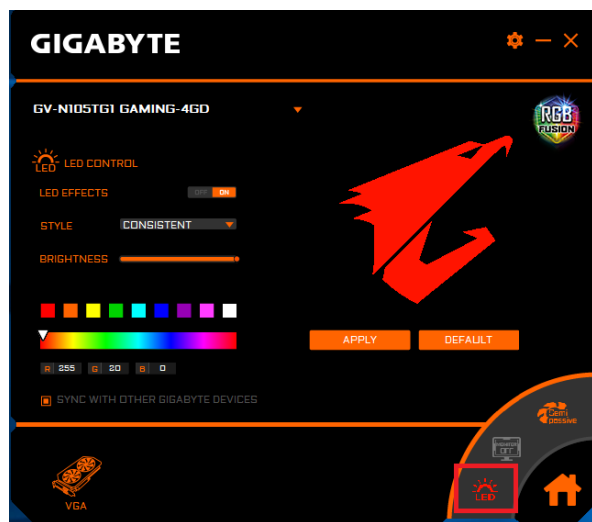 GIGABYTE
GV-N105TG1 GAMING-4GD
RGB
FUSION
LED
LED CONTROL
LED EFFECTS
OFF
ON
STYLE
CONSISTENT
BRIGHTNESS
R 255 G 20 B 0
APPLY
DEFAULT
SYNC WITH OTHER GIGABYTE DEVICES
Semi
passive
OFF
LED
VGA